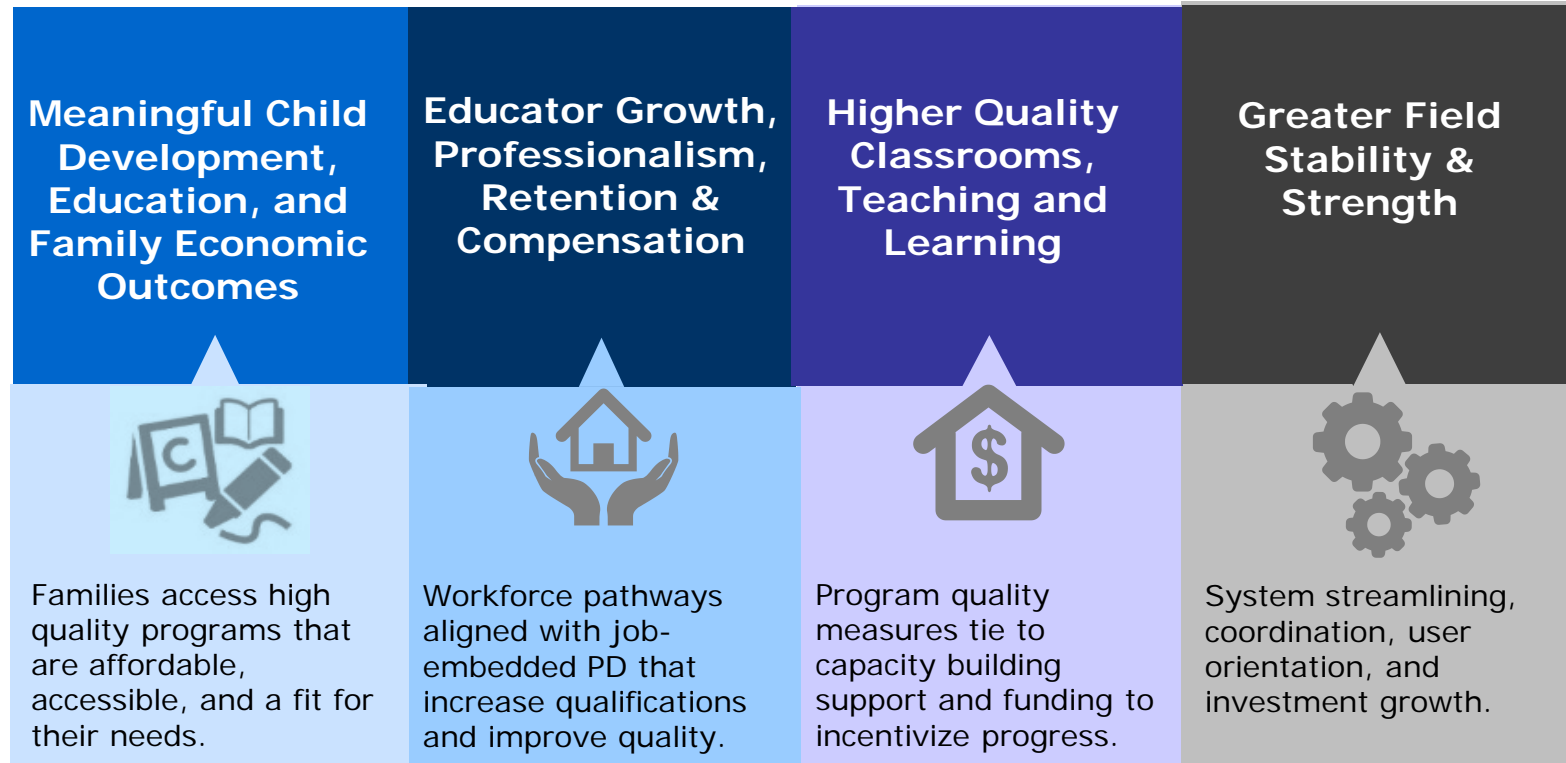 Meaningful Child
Development,
Education, and
Family Economic
Outcomes
Educator Growth,
Professionalism,
Retention &
Compensation
Higher Quality
Classrooms,
Teaching and
Learning
Greater Field
Stability &
Strength
C
$
Families access high
quality programs that
are affordable,
accessible, and a fit for
their needs.
Workforce pathways
aligned with job-
embedded PD that
increase qualifications
and improve quality.
Program quality
measures tie to
capacity building
support and funding to
incentivize progress.
System streamlining,
coordination, user
orientation, and
investment growth.